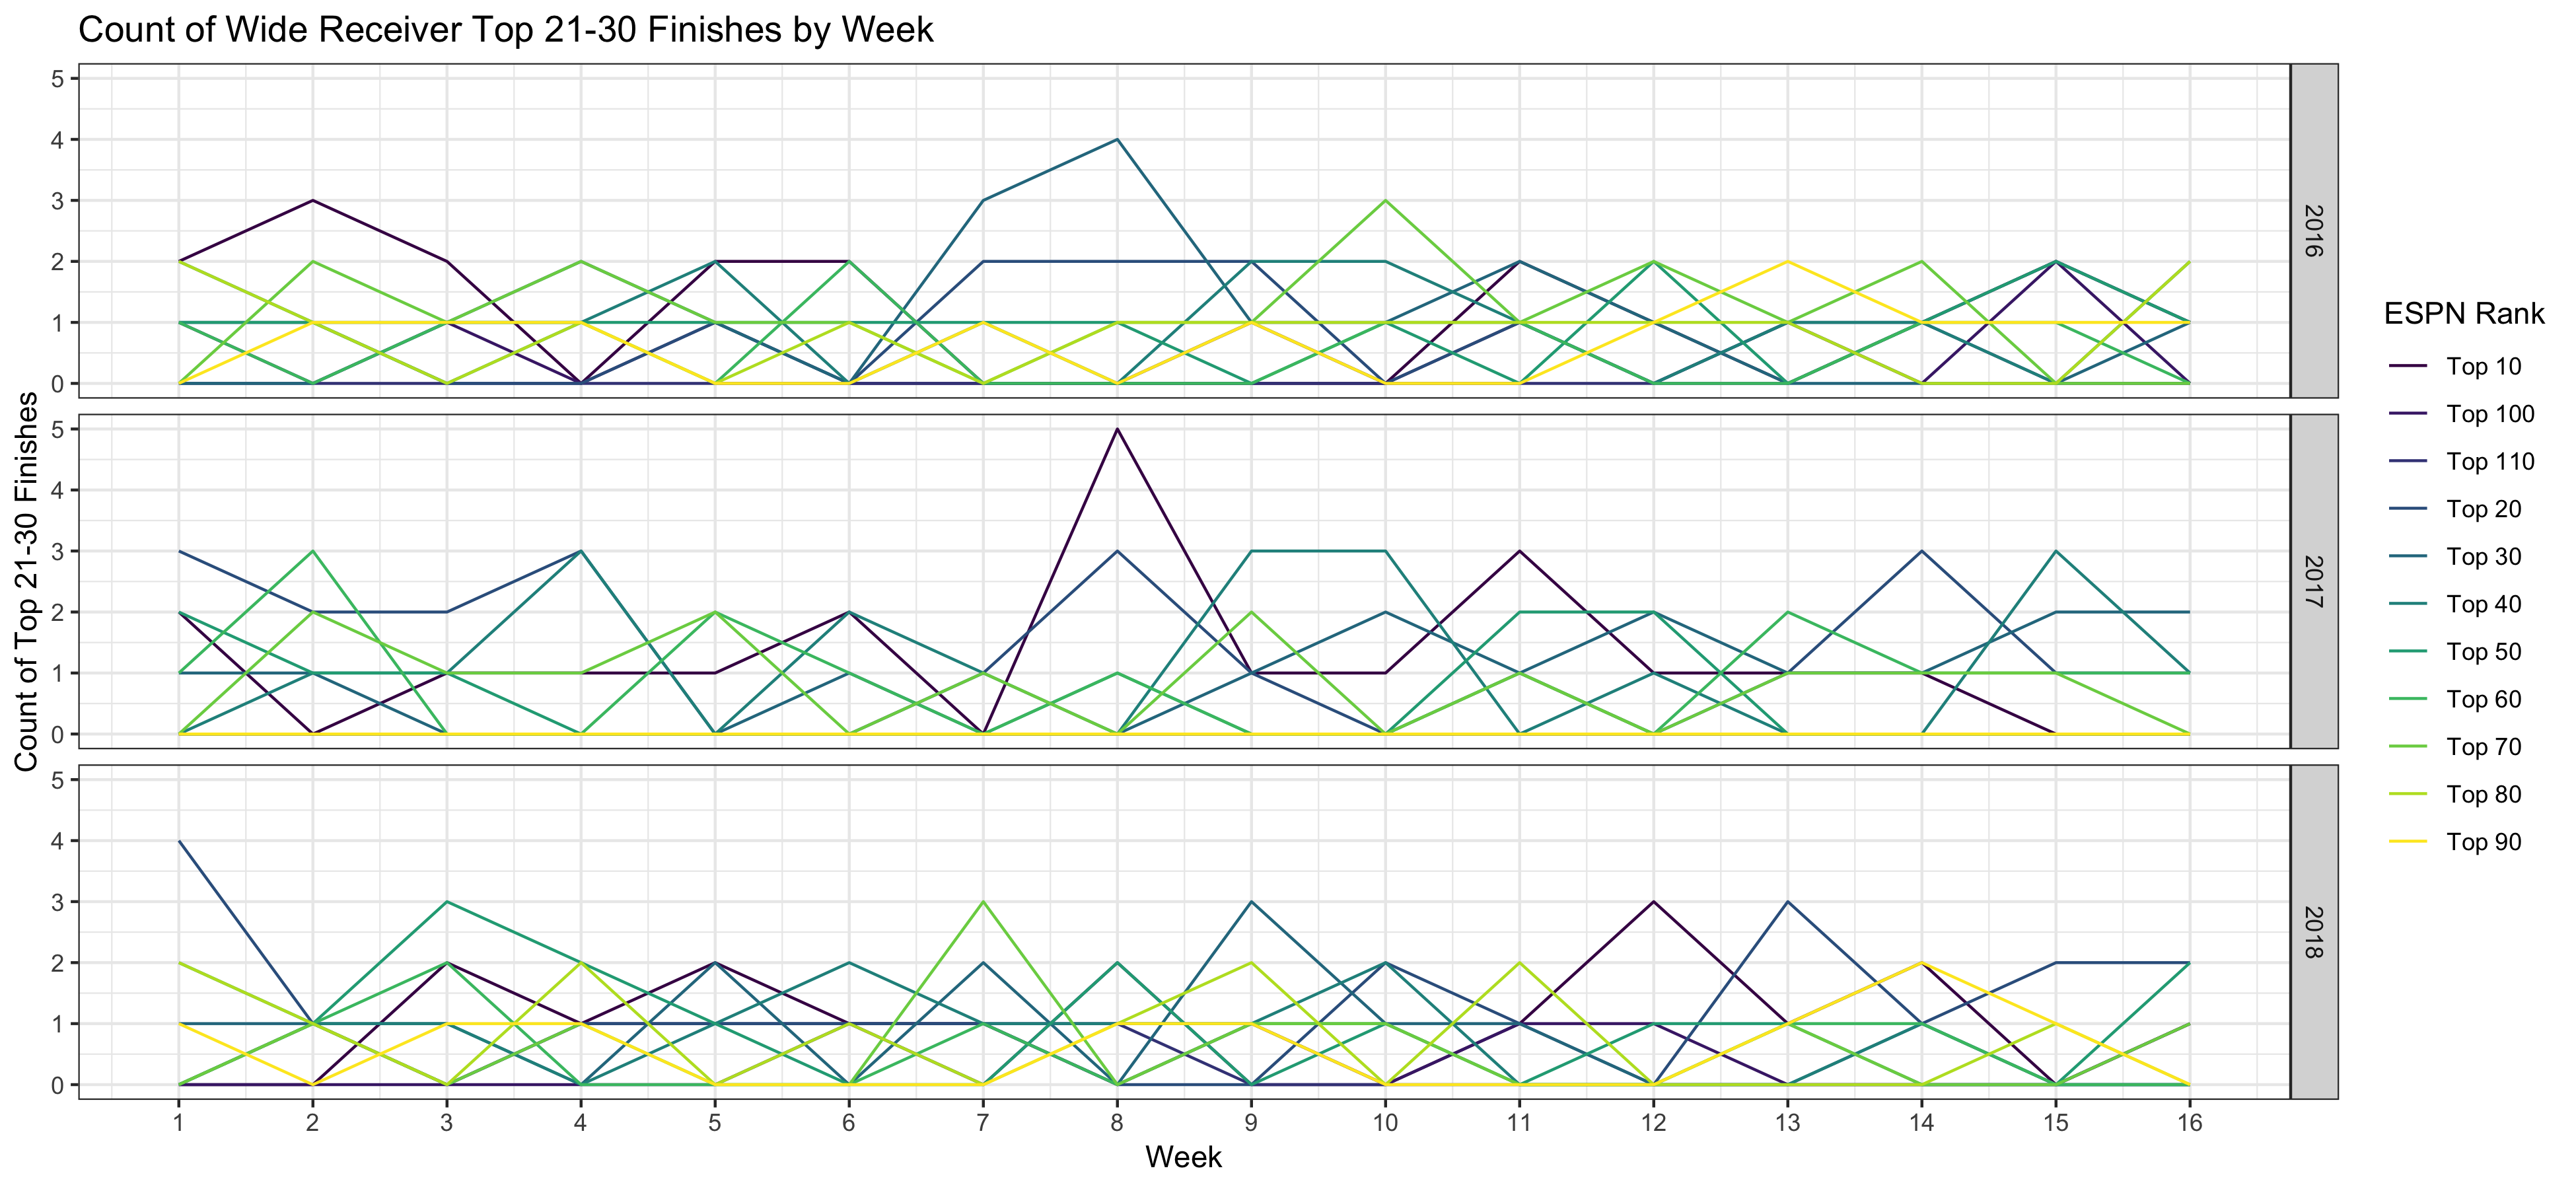 Count of Wide Receiver Top 21-30 Finishes by Week
5
4
3
2
1
0
2016
5
4
3
2
1
0
2017
5
4
3
2
1
0
2018
Count of Top 21-30 Finishes
1 2 3 4 5 6 7 8 9 10 11 12 13 14 15 16
Week
ESPN Rank
Top 10
Top 100
Top 110
Top 20
Top 30
Top 40
Top 50
Top 60
Top 70
Top 80
Top 90